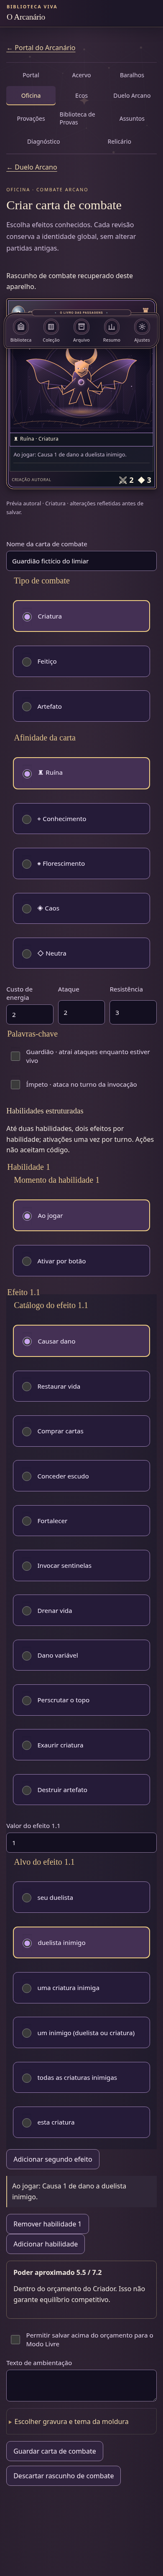 BIBLIOTECA VIVA
O Arcanário
← Portal do Arcanário
Portal
Acervo
Baralhos
Oficina
Ecos
Duelo Arcano
Provações
Biblioteca de
Provas
Assuntos
Diagnóstico
Relicário
← Duelo Arcano
OFICINA · COMBATE ARCANO
Criar carta de combate
Escolha efeitos conhecidos. Cada revisão
conserva a identidade global, sem alterar
partidas antigas.
Rascunho de combate recuperado deste
aparelho.
O LIVRO DAS PASSAGENS
Biblioteca
Coleção
Arquivo
Resumo
Ajustes
Ruína · Criatura
Ao jogar: Causa 1 de dano a duelista inimigo.
CRIAÇÃO AUTORAL
2
3
Prévia autoral · Criatura · alterações refletidas antes de
salvar.
Nome da carta de combate
Guardião fictício do limiar
Tipo de combate
Criatura
Feitiço
Artefato
Afinidade da carta
♜ Ruína
⌖ Conhecimento
♠ Florescimento
◈ Caos
◇ Neutra
Custo de
energia
Ataque
Resistência
2
2
3
Palavras-chave
Guardião · atrai ataques enquanto estiver
vivo
Ímpeto · ataca no turno da invocação
Habilidades estruturadas
Até duas habilidades, dois efeitos por
habilidade; ativações uma vez por turno. Ações
não aceitam código.
Habilidade 1
Momento da habilidade 1
Ao jogar
Ativar por botão
Efeito 1.1
Catálogo do efeito 1.1
Causar dano
Restaurar vida
Comprar cartas
Conceder escudo
Fortalecer
Invocar sentinelas
Drenar vida
Dano variável
Perscrutar o topo
Exaurir criatura
Destruir artefato
Valor do efeito 1.1
1
Alvo do efeito 1.1
seu duelista
duelista inimigo
uma criatura inimiga
um inimigo (duelista ou criatura)
todas as criaturas inimigas
esta criatura
Adicionar segundo efeito
Ao jogar: Causa 1 de dano a duelista
inimigo.
Remover habilidade 1
Adicionar habilidade
Poder aproximado 5.5 / 7.2
Dentro do orçamento do Criador. Isso não
garante equilíbrio competitivo.
Permitir salvar acima do orçamento para o
Modo Livre
Texto de ambientação
▸ Escolher gravura e tema da moldura
Guardar carta de combate
Descartar rascunho de combate